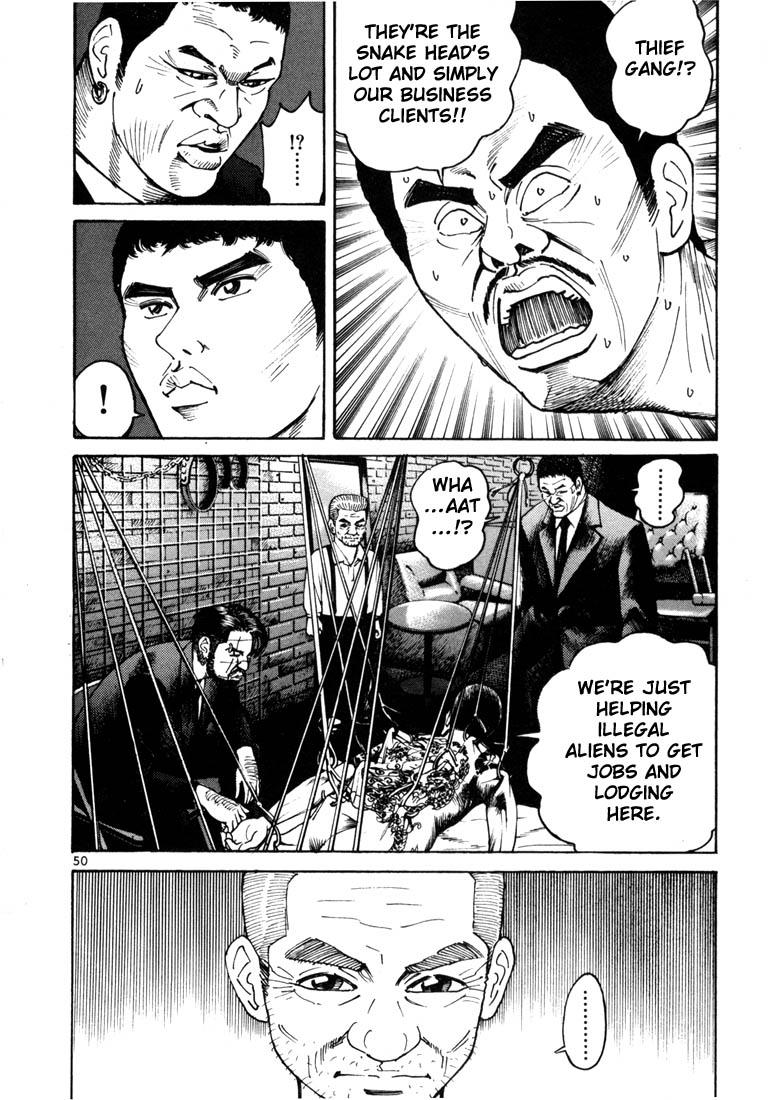 THIEF
GANG!?
THEY'RE THE
SNAKE HEAD'S
LOT AND SIMPLY
OUR BUSINESS
CLIENTS!!
!?
.......
!
........
WHA
...AAT
...!?
WE'RE JUST
HELPING
ILLEGAL
ALIENS TO GET
JOBS AND
LODGING
HERE.
50
.........